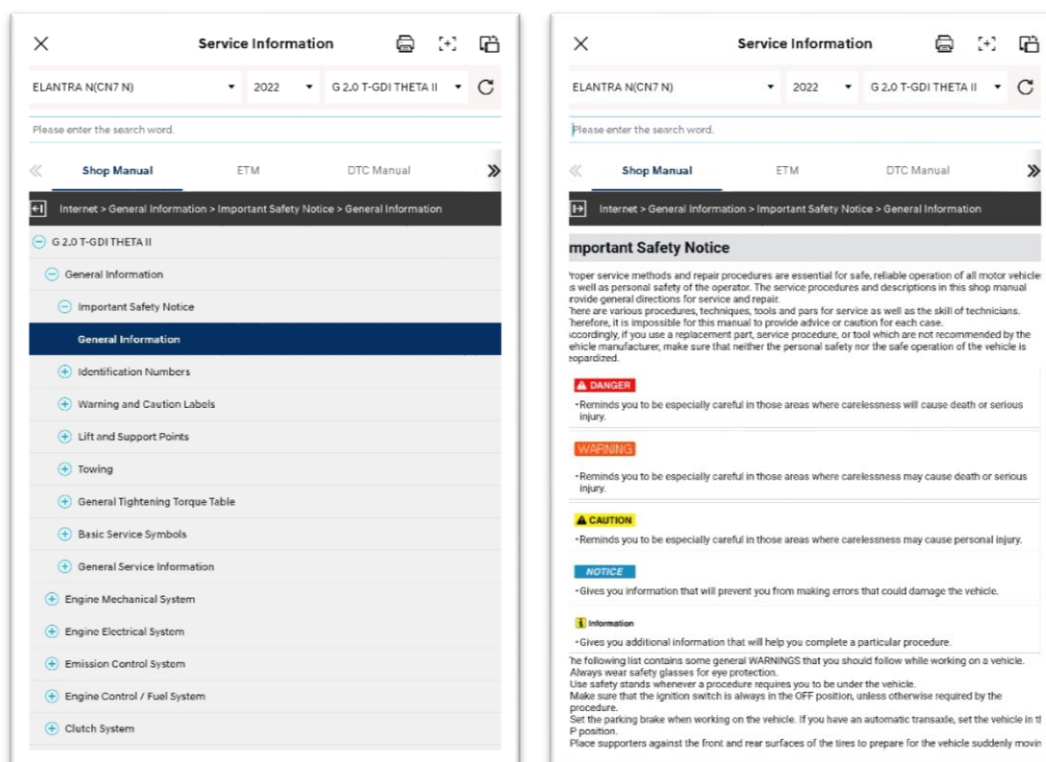 Service Information
ELANTRA N(CN7 N) 2022 G 2.0 T-GDI THETA II
Please enter the search word.
Shop Manual ETM DTC Manual
Internet > General Information > Important Safety Notice > General Information
G 2.0 T-GDI THETA II
General Information
Important Safety Notice
General Information
Identification Numbers
Warning and Caution Labels
Lift and Support Points
Towing
General Tightening Torque Table
Basic Service Symbols
General Service Information
Engine Mechanical System
Engine Electrical System
Emission Control System
Engine Control / Fuel System
Clutch System
Service Information
ELANTRA N(CN7 N) 2022 G 2.0 T-GDI THETA II
Please enter the search word.
Shop Manual ETM DTC Manual
Internet > General Information > Important Safety Notice > General Information
mportant Safety Notice
roper service methods and repair procedures are essential for safe, reliable operation of all motor vehicle
s well as personal safety of the operator. The service procedures and descriptions in this shop manual
rovide general directions for service and repair.
here are various procedures, techniques, tools and pars for service as well as the skill of technicians.
herefore, it is impossible for this manual to provide advice or caution for each case.
ccordingly, if you use a replacement part, service procedure, or tool which are not recommended by the
ehicle manufacturer, make sure that neither the personal safety nor the safe operation of the vehicle is
eopardized.
DANGER
•Reminds you to be especially careful in those areas where carelessness will cause death or serious
injury.
WARNING
•Reminds you to be especially careful in those areas where carelessness may cause death or serious
injury.
CAUTION
•Reminds you to be especially careful in those areas where carelessness may cause personal injury.
NOTICE
•Gives you information that will prevent you from making errors that could damage the vehicle.
i Information
•Gives you additional information that will help you complete a particular procedure.
he following list contains some general WARNINGS that you should follow while working on a vehicle.
Always wear safety glasses for eye protection.
Use safety stands whenever a procedure requires you to be under the vehicle.
Make sure that the ignition switch is always in the OFF position, unless otherwise required by the
procedure.
Set the parking brake when working on the vehicle. If you have an automatic transaxle, set the vehicle in t
P position.
Place supporters against the front and rear surfaces of the tires to prepare for the vehicle suddenly movin